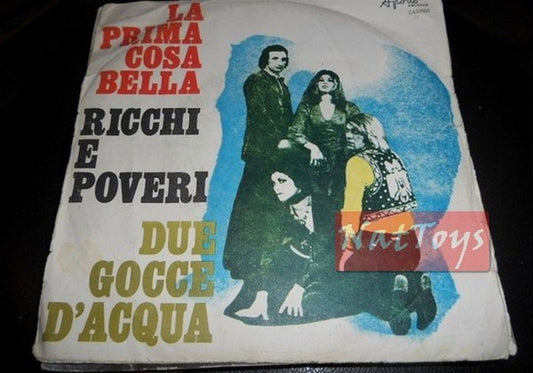 LA
PRIMA
COSA
BELLA
RICCHI
E
POVERI
DUE
GOCCE
D'ACQUA
NatToys